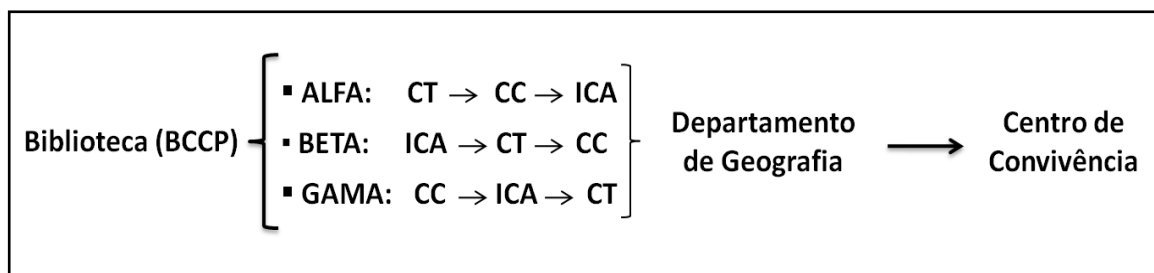 ▪ ALFA: CT → CC → ICA
Biblioteca (BCCP)
▪ BETA: ICA → CT → CC
▪ GAMA: CC → ICA → CT
Departamento
de Geografia
Centro de
Convivência